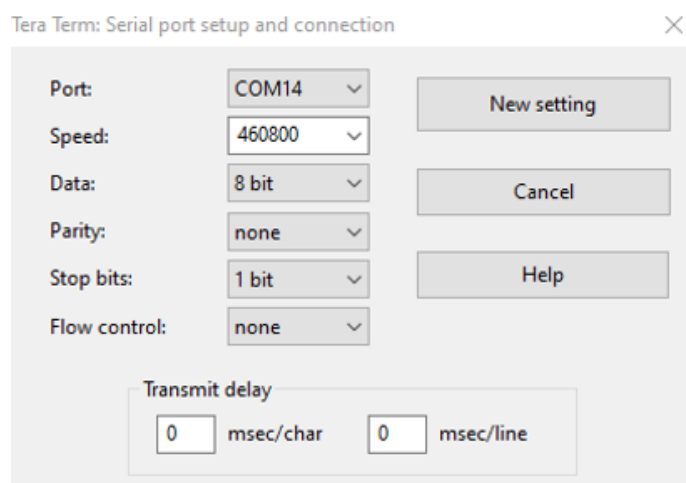 Tera Term: Serial port setup and connection
Port: COM14
New setting
Speed: 460800
Data: 8 bit
Cancel
Parity: none
Stop bits: 1 bit
Help
Flow control: none
Transmit delay
0 msec/char 0 msec/line